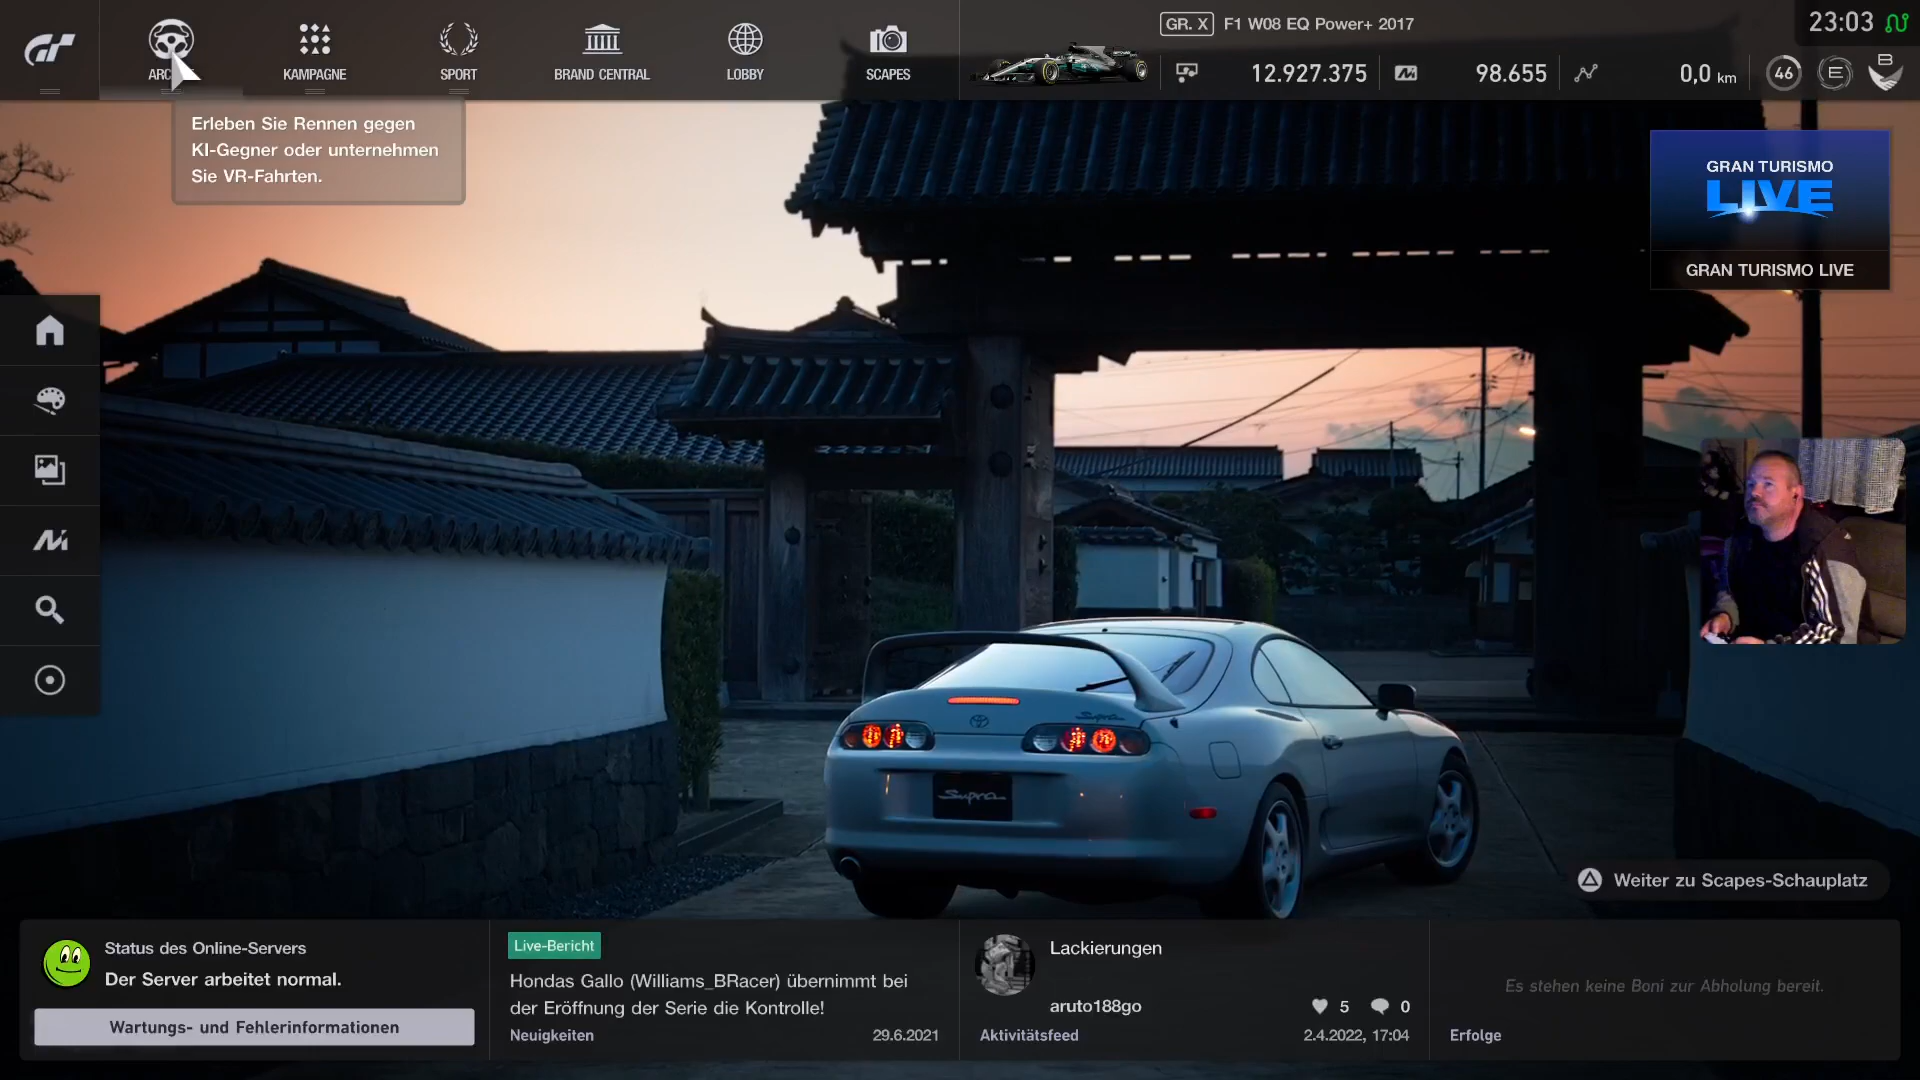 GR. X F1 W08 EQ Power+ 2017
23:03
KAMPAGNE
SPORT
BRAND CENTRAL
LOBBY
SCAPES
12.927.375
98.655
0,0 km
46
E
B
Erleben Sie Rennen gegen
KI-Gegner oder unternehmen
Sie VR-Fahrten.
GRAN TURISMO
LIVE
GRAN TURISMO LIVE
Supra
Supra
Weiter zu Scapes-Schauplatz
Status des Online-Servers
Der Server arbeitet normal.
Wartungs- und Fehlerinformationen
Live-Bericht
Hondas Gallo (Williams_BRacer) übernimmt bei
der Eröffnung der Serie die Kontrolle!
Neuigkeiten 29.6.2021
Lackierungen
aruto188go 5 0
Aktivitätsfeed 2.4.2022, 17:04
Es stehen keine Boni zur Abholung bereit.
Erfolge